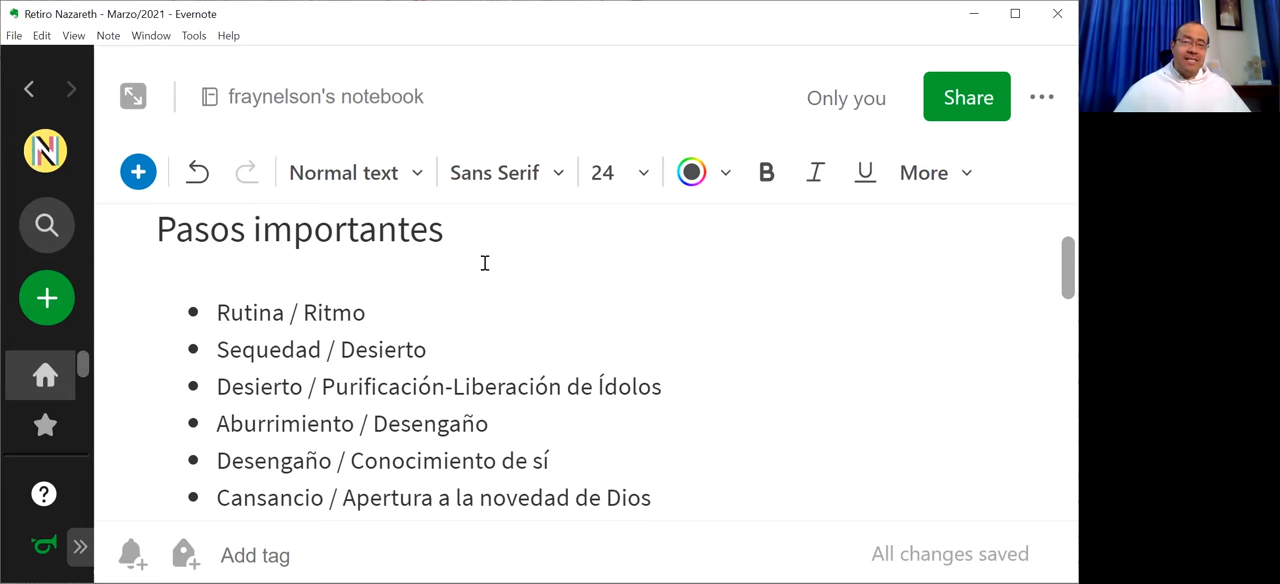 Retiro Nazareth - Marzo/2021 - Evernote
File Edit View Note Window Tools Help
fraynelson's notebook
Only you
Share
Normal text
Sans Serif
24
B I U
More
N
Pasos importantes
Rutina / Ritmo
Sequedad / Desierto
Desierto / Purificación-Liberación de Ídolos
Aburrimiento / Desengaño
Desengaño / Conocimiento de sí
Cansancio / Apertura a la novedad de Dios
Add tag
All changes saved